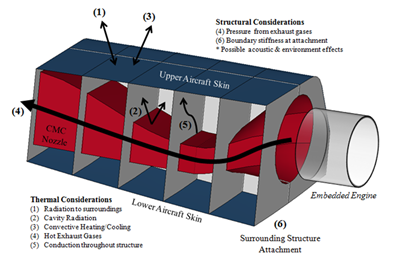 (1)
(3)
Structural Considerations
(4) Pressure from exhaust gases
(6) Boundary stiffness at attachment
* Possible acoustic & environment effects
Upper Aircraft Skin
(2)
(5)
(4)
CMC
Nozzle
Lower Aircraft Skin
Embedded Engine
(6)
Surrounding Structure
Attachment
Thermal Considerations
(1) Radiation to surroundings
(2) Cavity Radiation
(3) Convective Heating/Cooling
(4) Hot Exhaust Gases
(5) Conduction throughout structure